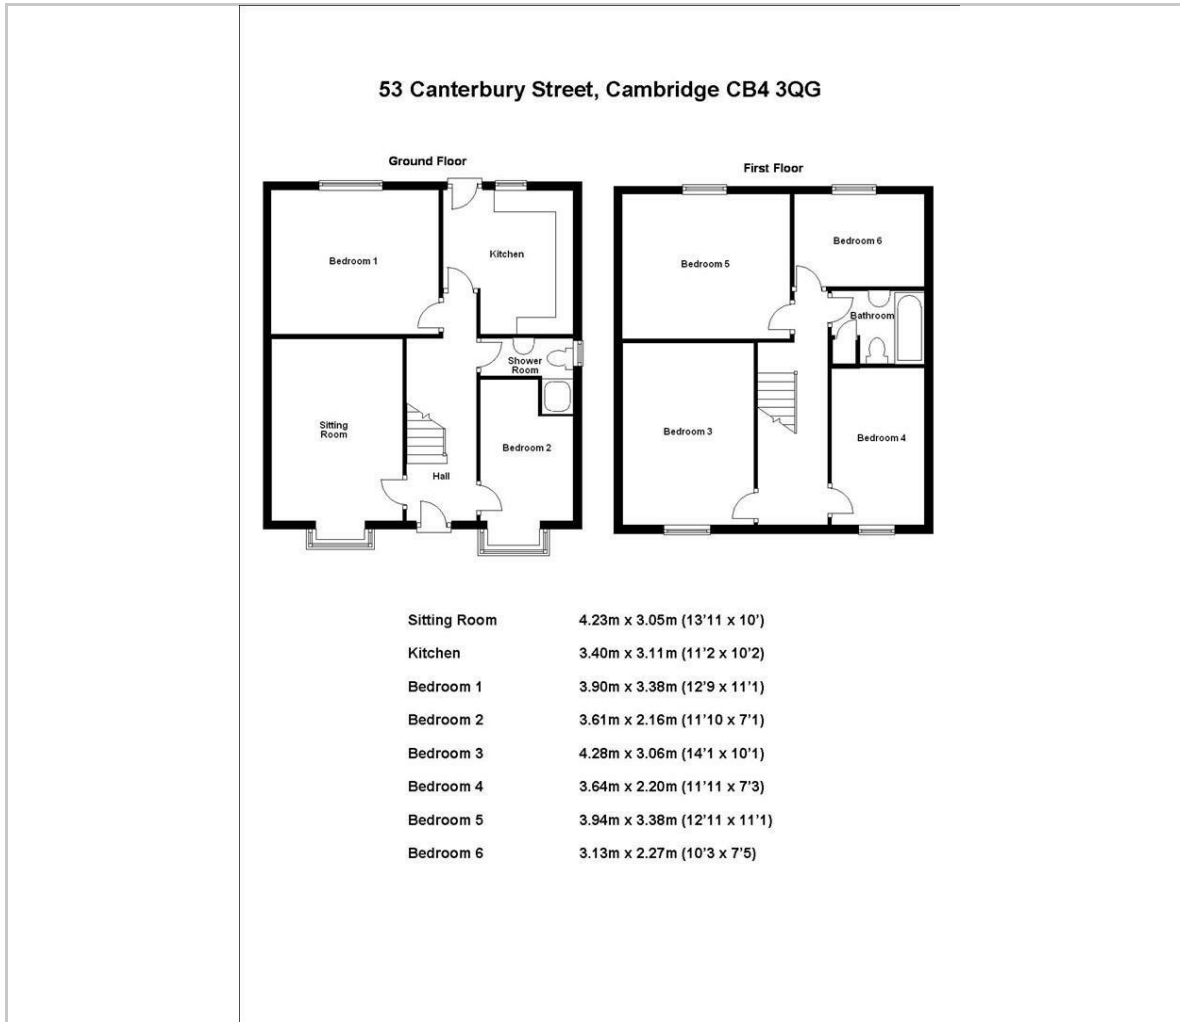 53 Canterbury Street, Cambridge CB4 3QG
Ground Floor
Bedroom 1
Kitchen
Shower
Room
Sitting
Room
Bedroom 2
Hall
First Floor
Bedroom 5
Bedroom 6
Bathroom
Bedroom 3
Bedroom 4
Sitting Room 4.23m x 3.05m (13'11 x 10')
Kitchen 3.40m x 3.11m (11'2 x 10'2)
Bedroom 1 3.90m x 3.38m (12'9 x 11'1)
Bedroom 2 3.61m x 2.16m (11'10 x 7'1)
Bedroom 3 4.28m x 3.06m (14'1 x 10'1)
Bedroom 4 3.64m x 2.20m (11'11 x 7'3)
Bedroom 5 3.94m x 3.38m (12'11 x 11'1)
Bedroom 6 3.13m x 2.27m (10'3 x 7'5)